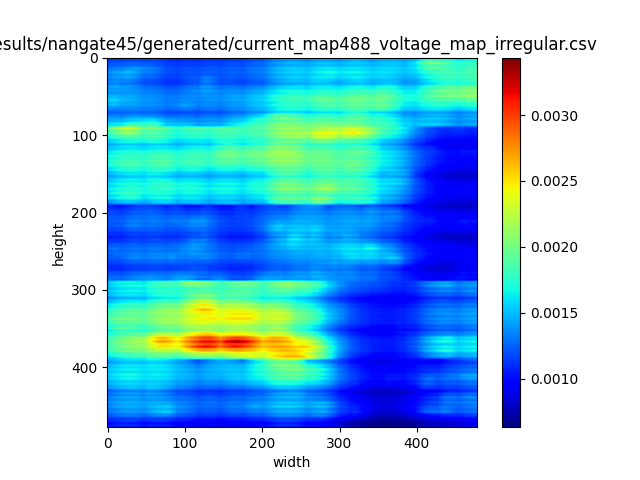 esults/nangate45/generated/current_map488_voltage_map_irregular.csv
0
100
200
300
400
height
0 100 200 300 400
width
0.0030
0.0025
0.0020
0.0015
0.0010